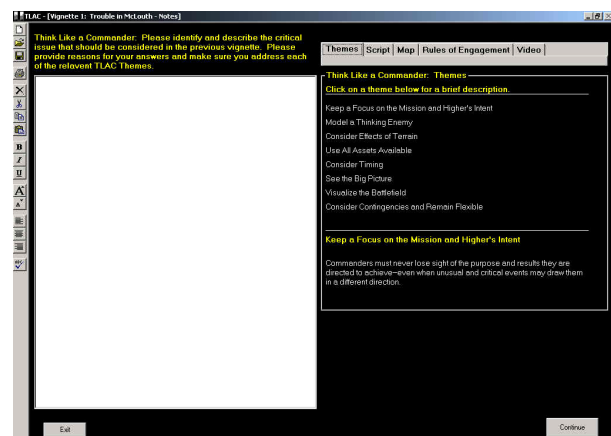 TLAC - [Vignette 1: Trouble in McLouth - Notes]
Think Like a Commander: Please identify and describe the critical
issue that should be considered in the previous vignette. Please
provide reasons for your answers and make sure you address each
of the relavent TLAC Themes.
Themes Script Map Rules of Engagement Video
Think Like a Commander: Themes
Click on a theme below for a brief description.
Keep a Focus on the Mission and Higher's Intent
Model a Thinking Enemy
Consider Effects of Terrain
Use All Assets Available
Consider Timing
See the Big Picture
Visualize the Battlefield
Consider Contingencies and Remain Flexible
Keep a Focus on the Mission and Higher's Intent
Commanders must never lose sight of the purpose and results they are
directed to achieve--even when unusual and critical events may draw them
in a different direction.
B
I
U
A
A
Exit
Continue